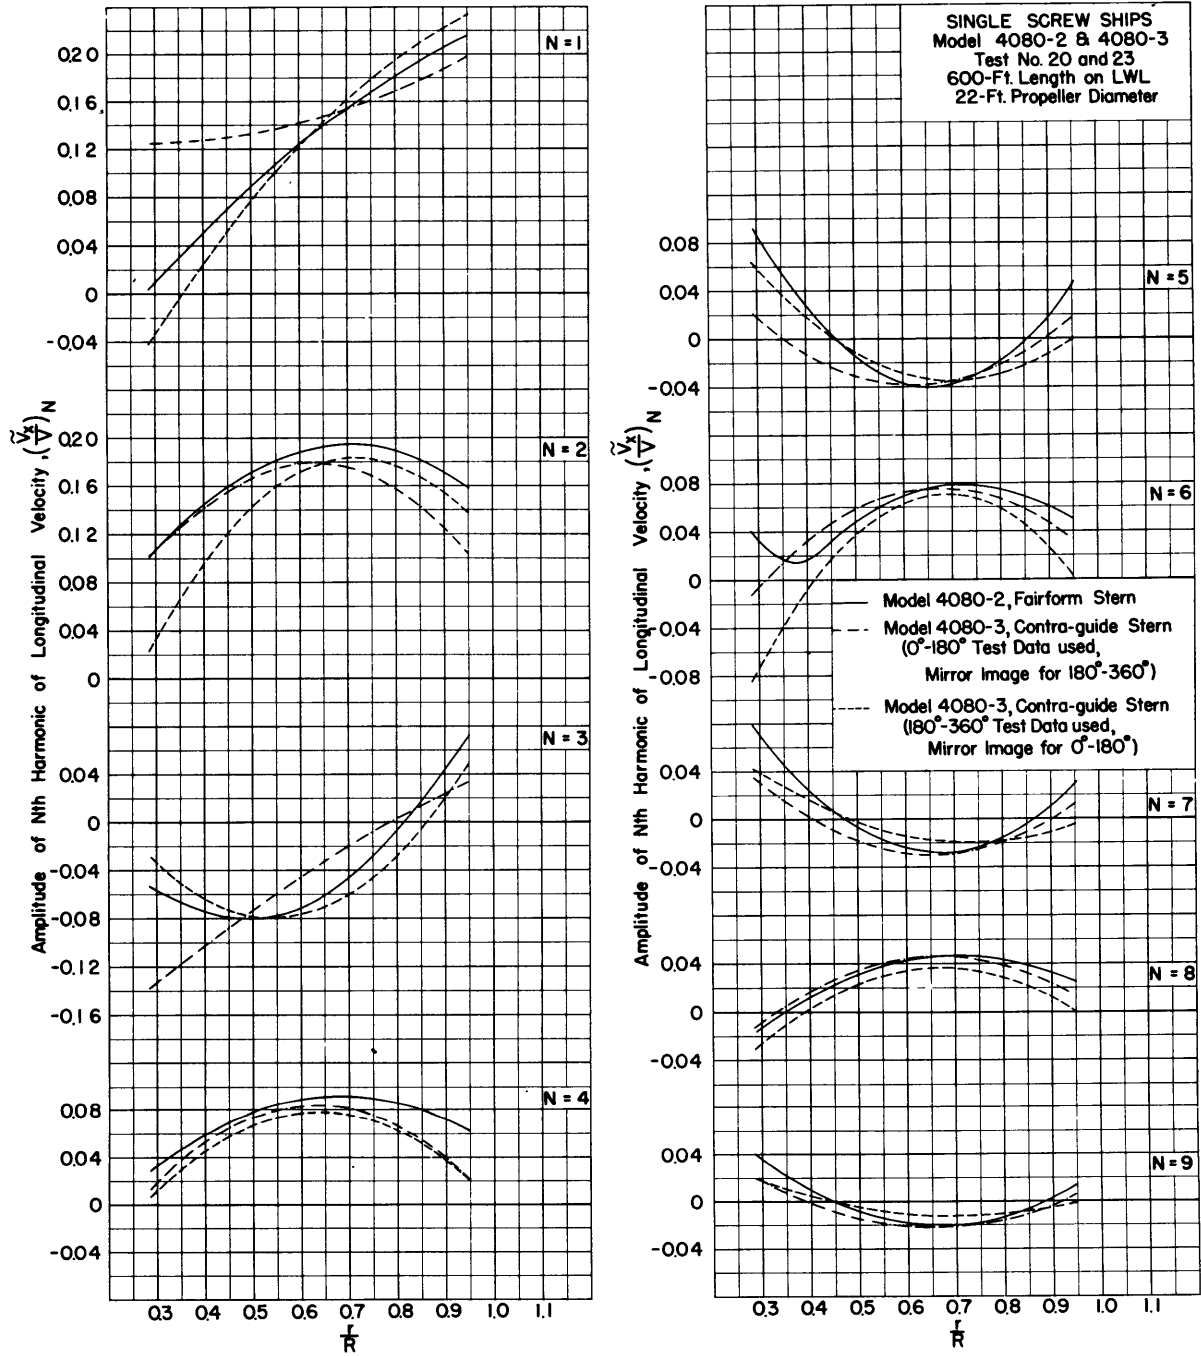 SINGLE SCREW SHIPS
Model 4080-2 & 4080-3
Test No. 20 and 23
600-Ft. Length on LWL
22-Ft. Propeller Diameter
Amplitude of Nth Harmonic of Longitudinal Velocity, (Ṽx/V)N
N = 1
0.20
0.16
0.12
0.08
0.04
0
-0.04
N = 2
0.20
0.16
0.12
0.08
0.04
0
N = 3
0.04
0
-0.04
-0.08
-0.12
-0.16
N = 4
0.08
0.04
0
-0.04
0.3 0.4 0.5 0.6 0.7 0.8 0.9 1.0 1.1
r/R
Amplitude of Nth Harmonic of Longitudinal Velocity, (Ṽx/V)N
N = 5
0.08
0.04
0
-0.04
N = 6
0.08
0.04
0
-0.04
-0.08
Model 4080-2, Fairform Stern
Model 4080-3, Contra-guide Stern
(0°-180° Test Data used,
Mirror Image for 180°-360°)
Model 4080-3, Contra-guide Stern
(180°-360° Test Data used,
Mirror Image for 0°-180°)
N = 7
0.04
0
-0.04
N = 8
0.04
0
-0.04
N = 9
0.04
0
-0.04
0.3 0.4 0.5 0.6 0.7 0.8 0.9 1.0 1.1
r/R